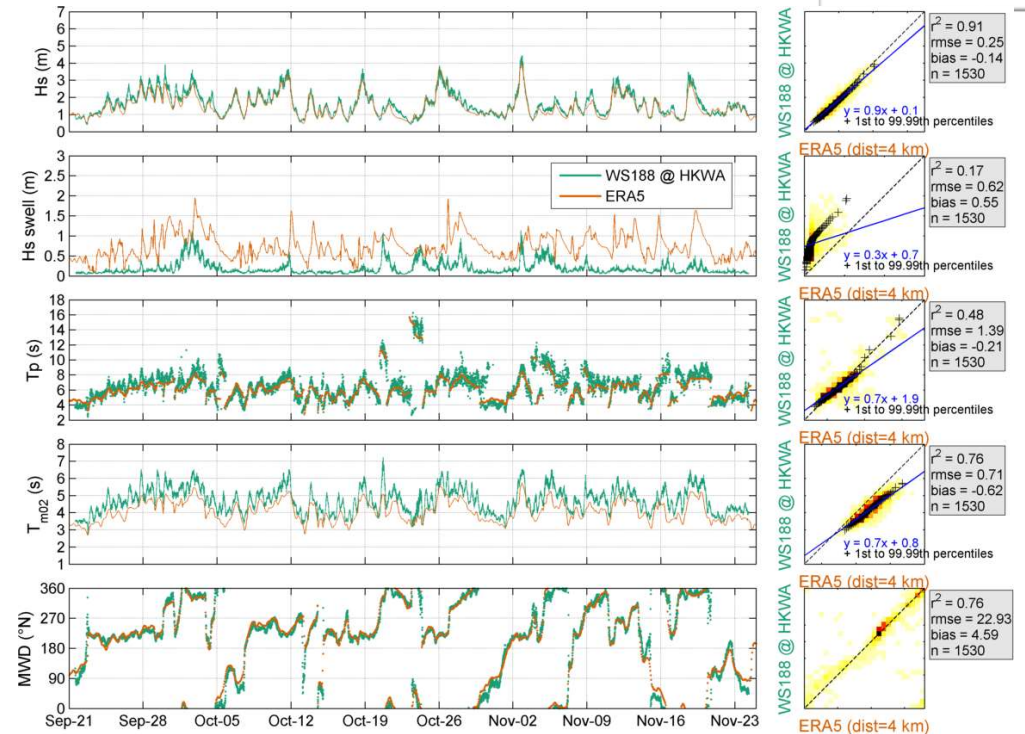 7
6
5
4
3
2
1
0
Hs (m)
WS188 @ HKWA
y = 0.9x + 0.1
+ 1st to 99.99th percentiles
ERA5 (dist=4 km)
r² = 0.91
rmse = 0.25
bias = -0.14
n = 1530
3
2.5
2
1.5
1
0.5
0
Hs swell (m)
WS188 @ HKWA
ERA5
WS188 @ HKWA
y = 0.3x + 0.7
+ 1st to 99.99th percentiles
ERA5 (dist=4 km)
r² = 0.17
rmse = 0.62
bias = 0.55
n = 1530
18
16
14
12
10
8
6
4
2
Tp (s)
WS188 @ HKWA
y = 0.7x + 1.9
+ 1st to 99.99th percentiles
ERA5 (dist=4 km)
r² = 0.48
rmse = 1.39
bias = -0.21
n = 1530
8
7
6
5
4
3
2
1
Tm02 (s)
WS188 @ HKWA
y = 0.7x + 0.8
+ 1st to 99.99th percentiles
ERA5 (dist=4 km)
r² = 0.76
rmse = 0.71
bias = -0.62
n = 1530
360
270
180
90
0
MWD (°N)
Sep-21 Sep-28 Oct-05 Oct-12 Oct-19 Oct-26 Nov-02 Nov-09 Nov-16 Nov-23
WS188 @ HKWA
ERA5 (dist=4 km)
r² = 0.76
rmse = 22.93
bias = 4.59
n = 1530